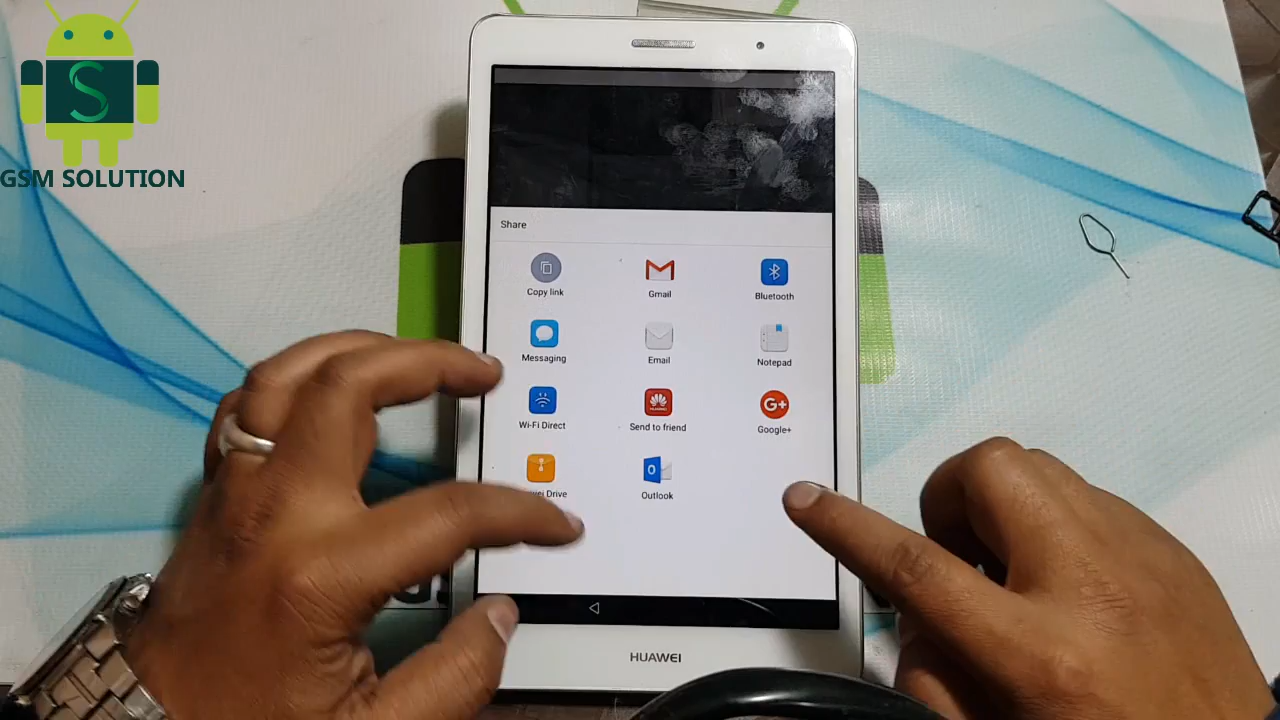 GSM SOLUTION
Share
Copy link
Gmail
Bluetooth
Messaging
Email
Notepad
Wi-Fi Direct
Send to friend
Google+
Drive
Outlook
HUAWEI